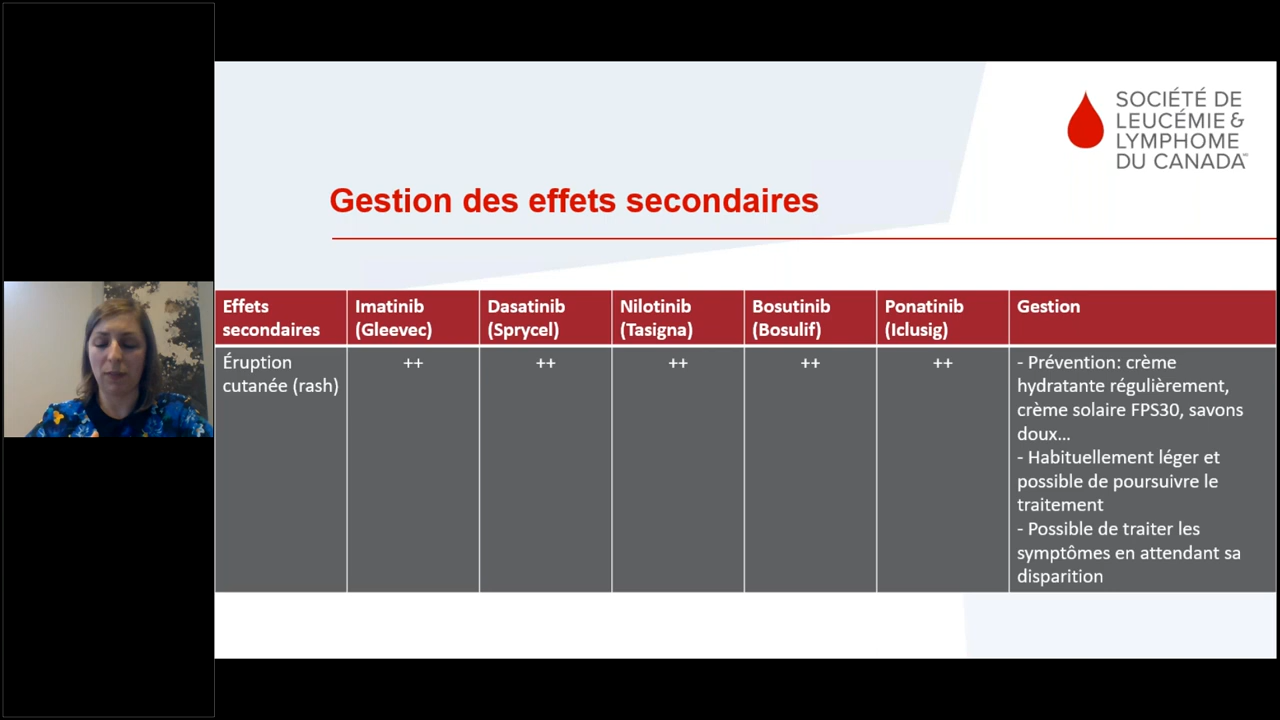 SOCIÉTÉ DE
LEUCÉMIE &
LYMPHOME
DU CANADA
Gestion des effets secondaires
Effets
secondaires
Imatinib
(Gleevec)
Dasatinib
(Sprycel)
Nilotinib
(Tasigna)
Bosutinib
(Bosulif)
Ponatinib
(Iclusig)
Gestion
Éruption
cutanée (rash)
++
++
++
++
++
- Prévention: crème
hydratante régulièrement,
crème solaire FPS30, savons
doux...
- Habituellement léger et
possible de poursuivre le
traitement
- Possible de traiter les
symptômes en attendant sa
disparition